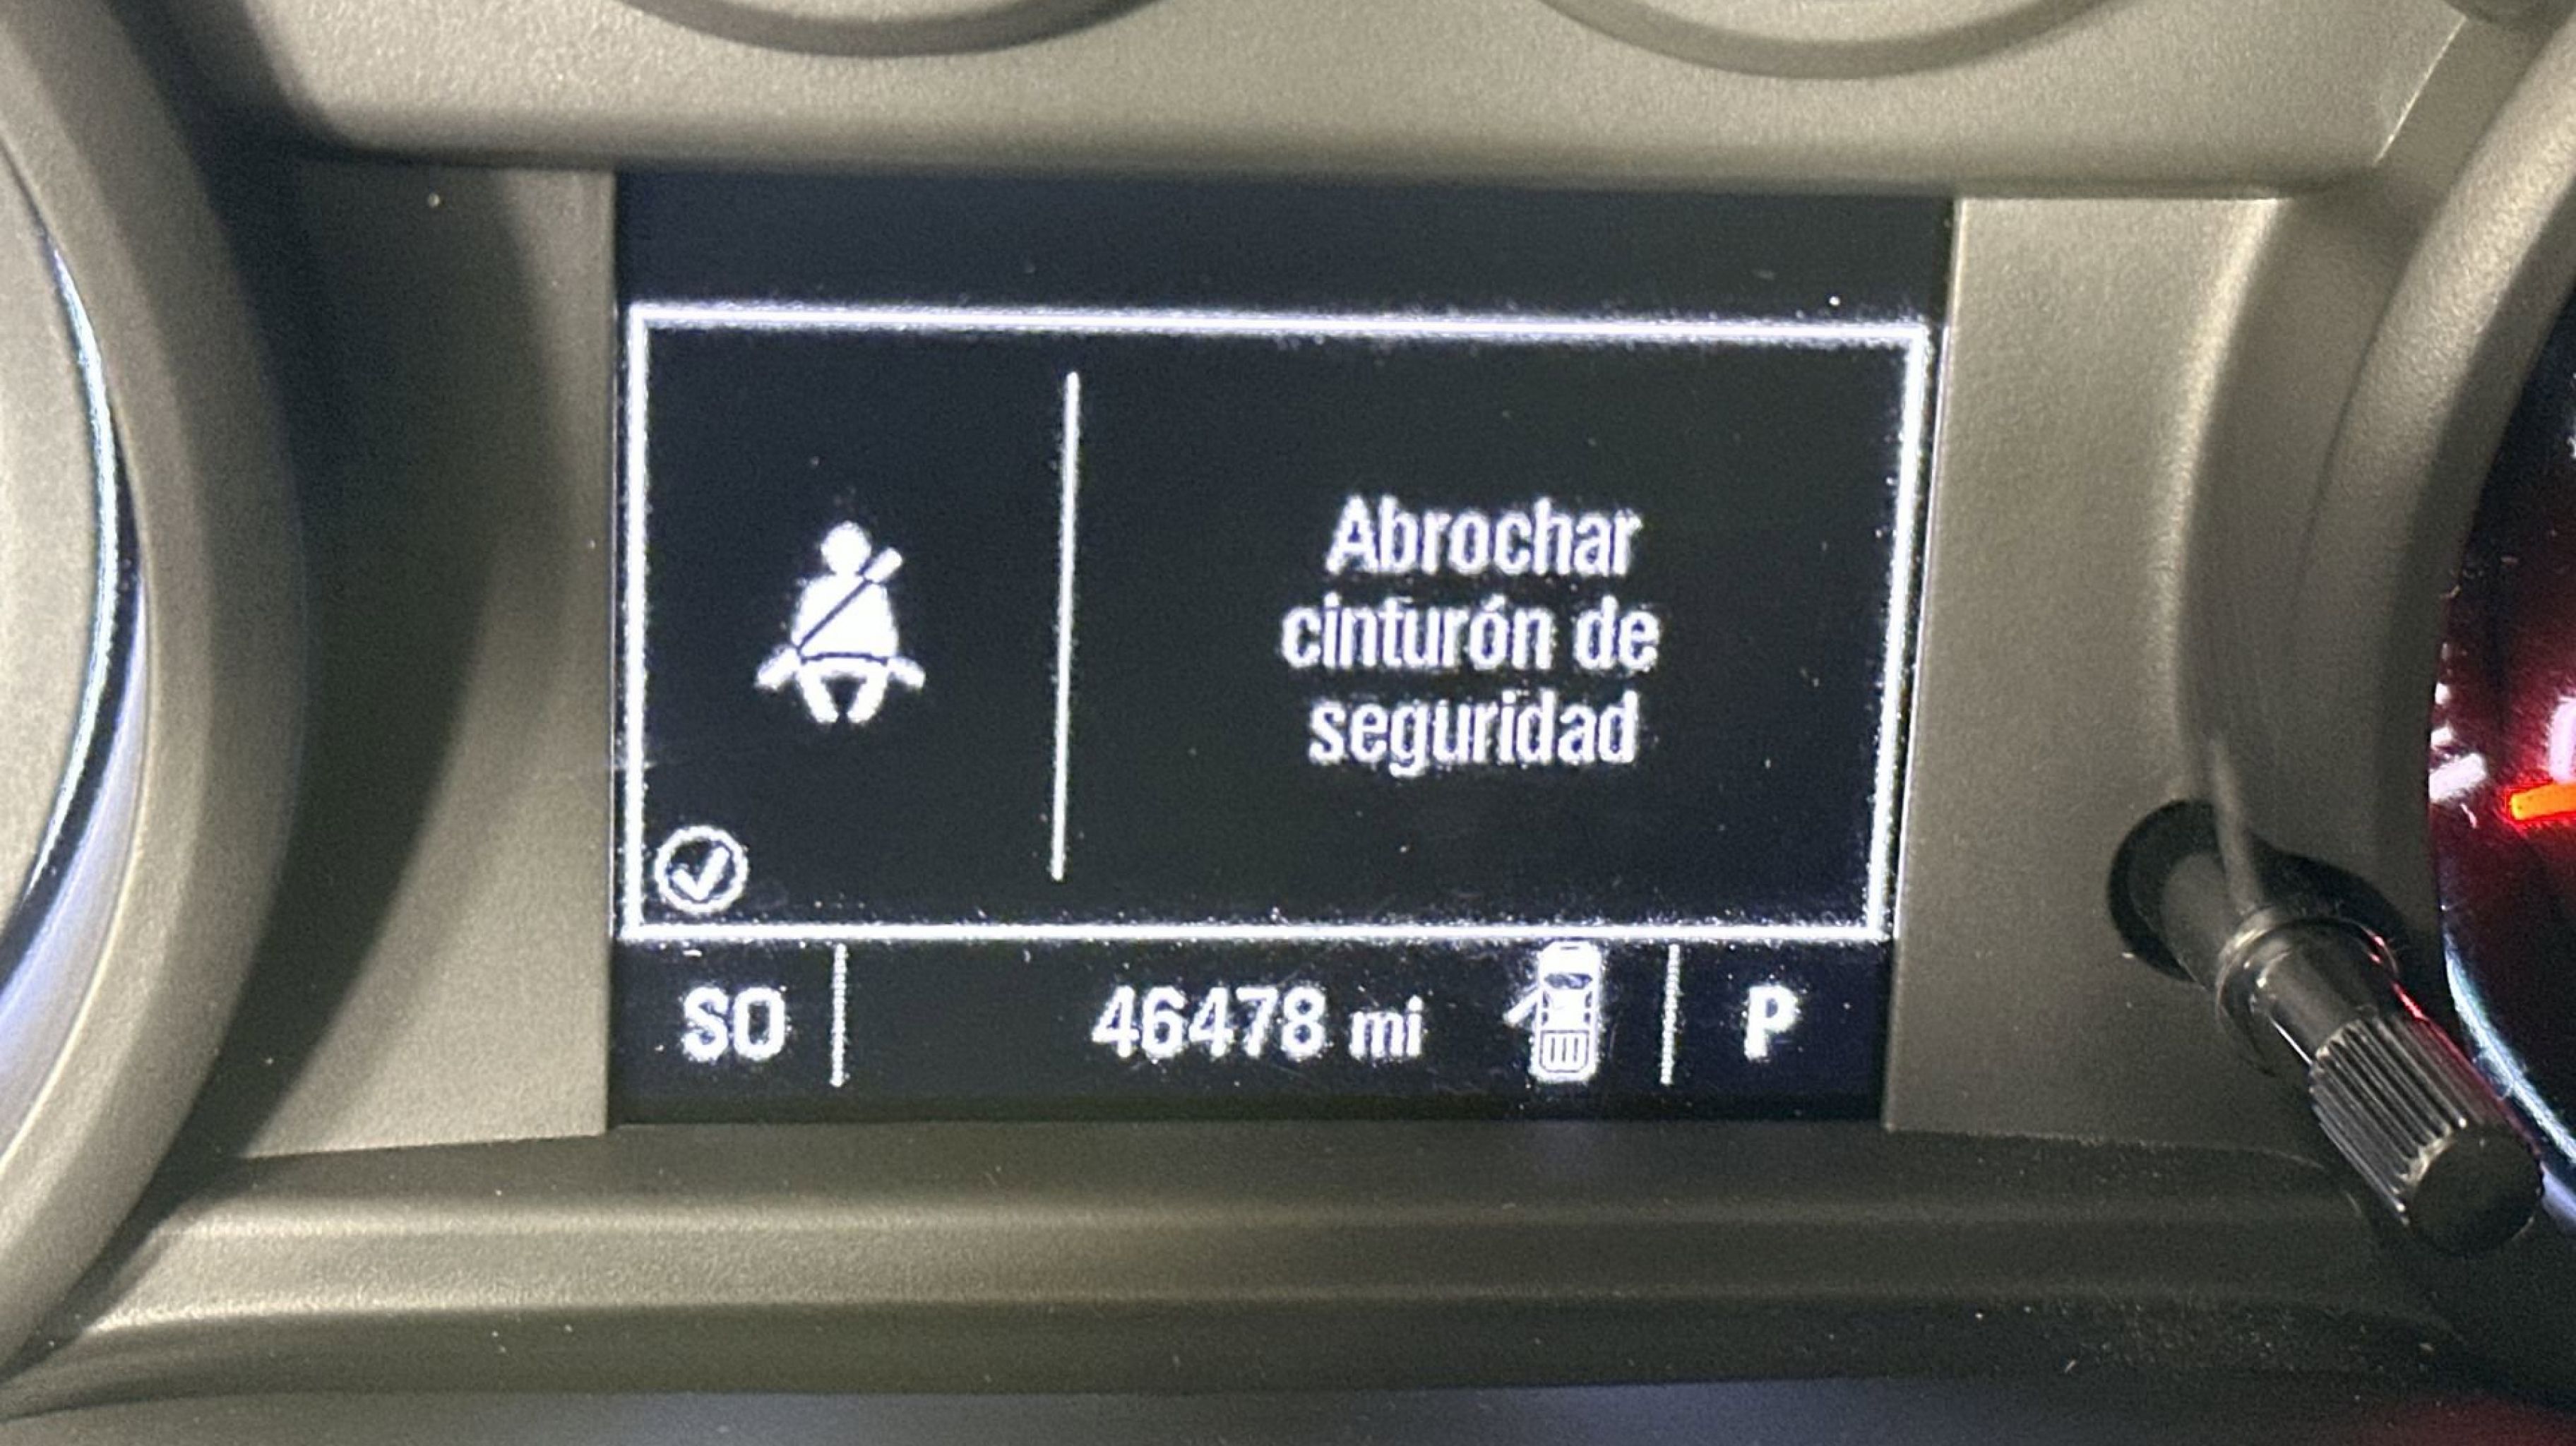 Abrochar
cinturón de
seguridad
SO 46478 mi P